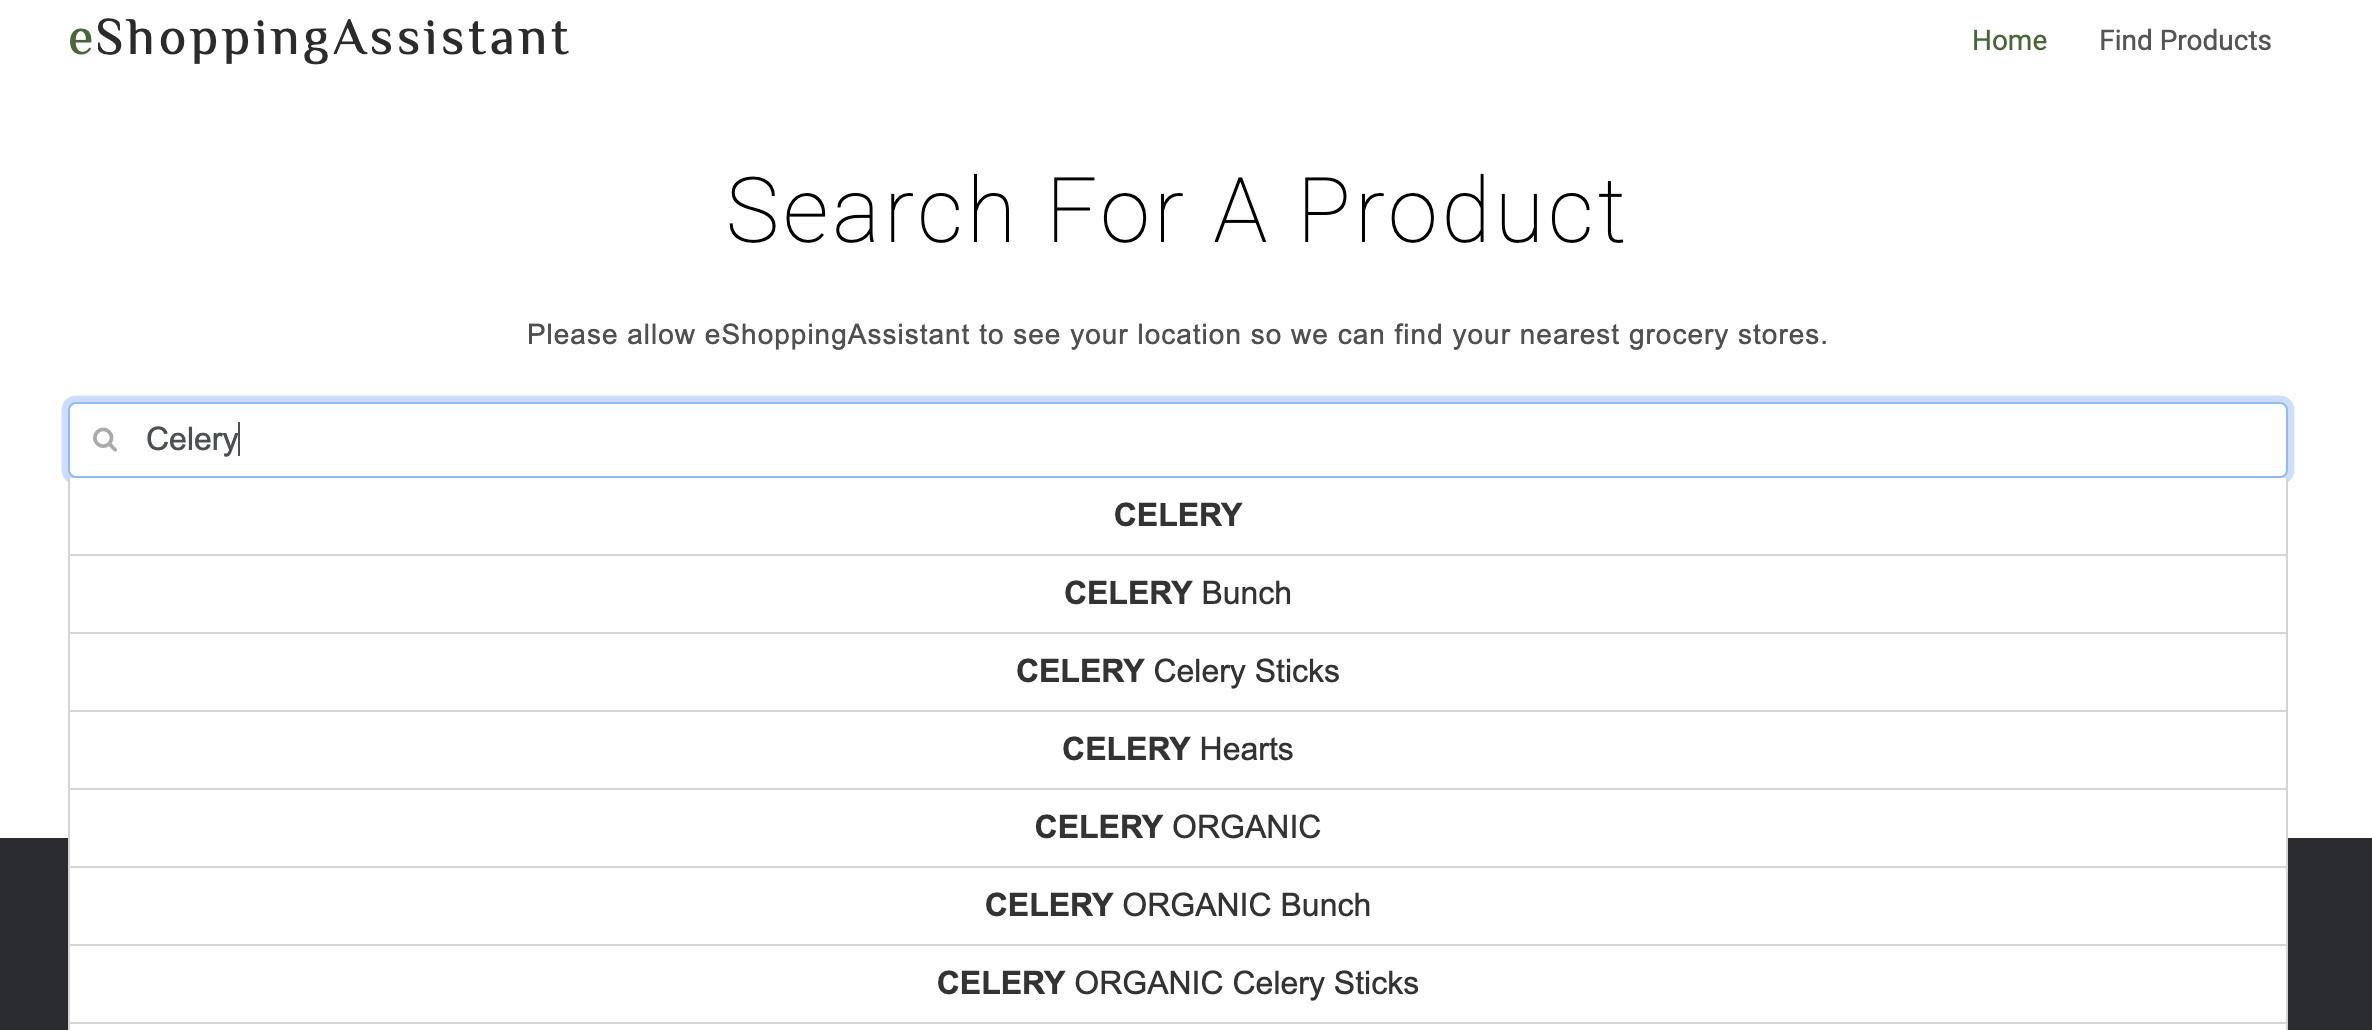 eShoppingAssistant
Home
Find Products
Search For A Product
Please allow eShoppingAssistant to see your location so we can find your nearest grocery stores.
Celery
CELERY
CELERY Bunch
CELERY Celery Sticks
CELERY Hearts
CELERY ORGANIC
CELERY ORGANIC Bunch
CELERY ORGANIC Celery Sticks